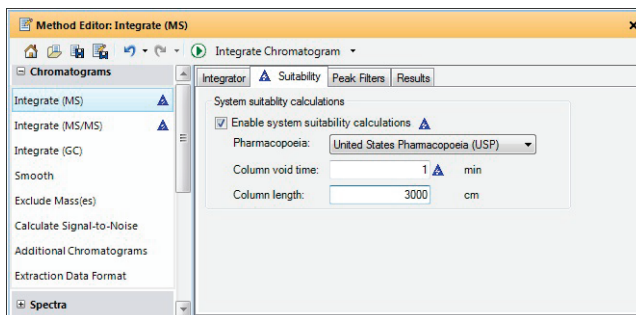 Method Editor: Integrate (MS)
Integrate Chromatogram
Chromatograms
Integrate (MS)
Integrate (MS/MS)
Integrate (GC)
Smooth
Exclude Mass(es)
Calculate Signal-to-Noise
Additional Chromatograms
Extraction Data Format
Spectra
Integrator Suitability Peak Filters Results
System suitablity calculations
Enable system suitability calculations
Pharmacopoeia: United States Pharmacopoeia (USP)
Column void time: 1 min
Column length: 3000 cm